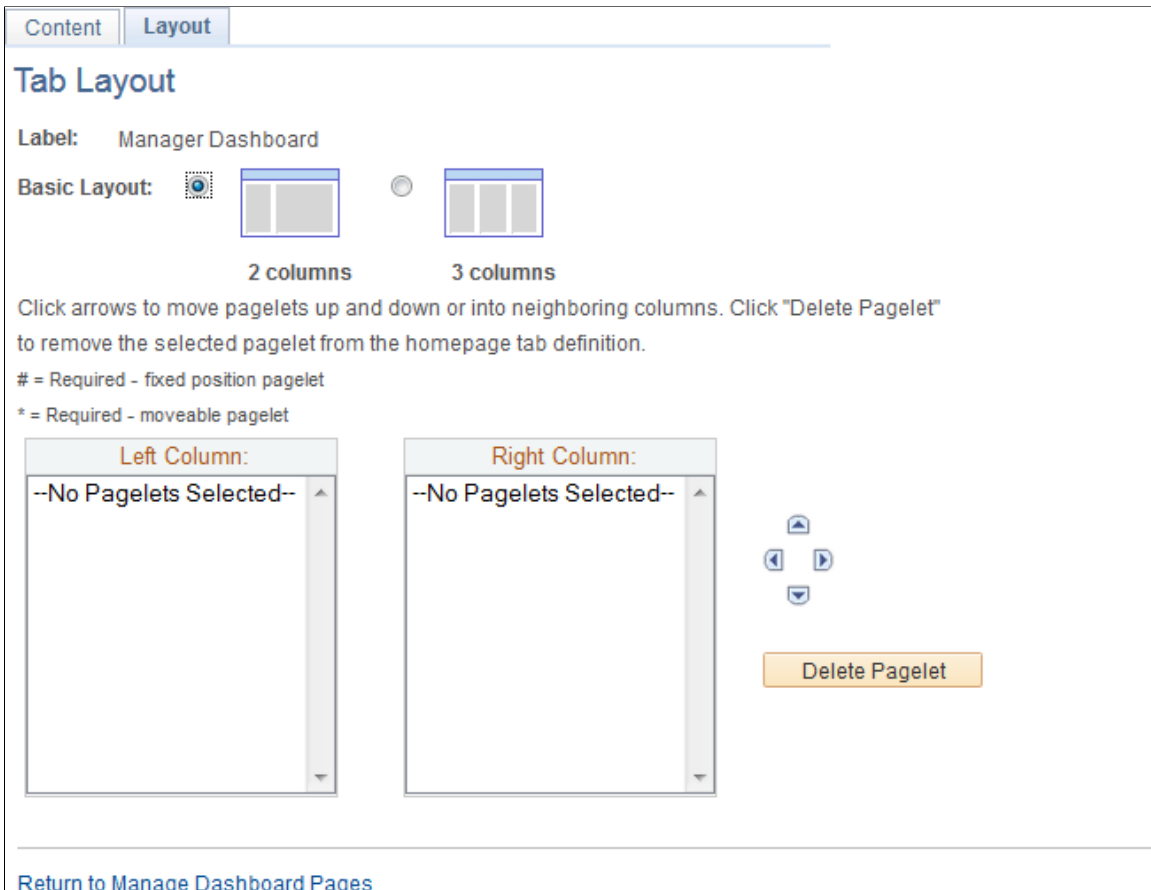 Content Layout
Tab Layout
Label: Manager Dashboard
Basic Layout:
2 columns 3 columns
Click arrows to move pagelets up and down or into neighboring columns. Click "Delete Pagelet"
to remove the selected pagelet from the homepage tab definition.
# = Required - fixed position pagelet
* = Required - moveable pagelet
Left Column: Right Column:
--No Pagelets Selected-- --No Pagelets Selected--
Delete Pagelet
Return to Manage Dashboard Pages